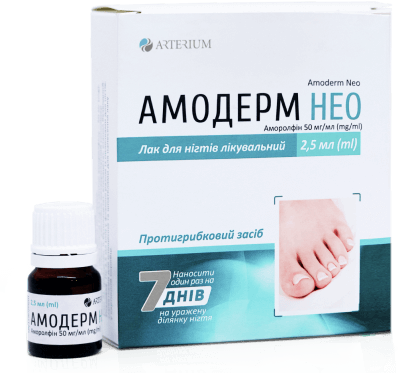 ARTERIUM
Amoderm Neo
АМОДЕРМ НЕО
Аморолфін 50 мг/мл (mg/ml)
Лак для нігтів лікувальний 2,5 мл (ml)
Протигрибковий засіб
7
Наносити
один раз на
ДНІВ
на уражену
ділянку нігтя.
ARTERIUM
2,5 мл (ml)
АМОДЕРМ Н
Аморолфін 50 мг/мл (mg/ml)